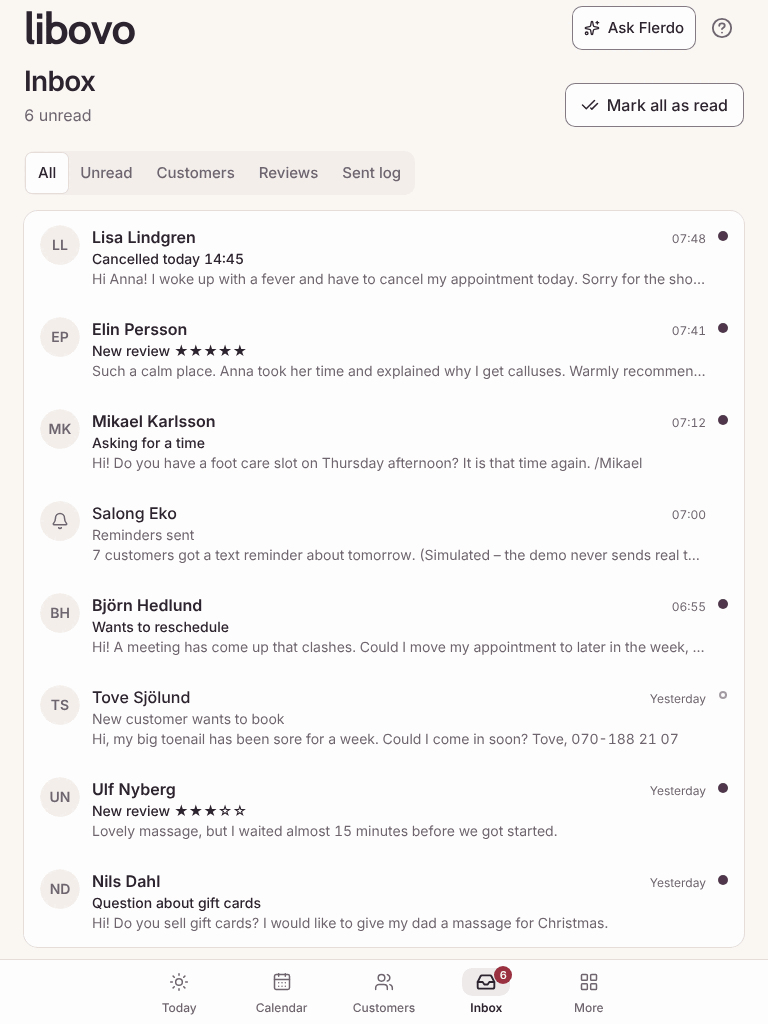 libovo
Ask Flerdo
Inbox
6 unread
Mark all as read
All Unread Customers Reviews Sent log
LL
Lisa Lindgren 07:48
Cancelled today 14:45
Hi Anna! I woke up with a fever and have to cancel my appointment today. Sorry for the sho...
EP
Elin Persson 07:41
New review ★★★★★
Such a calm place. Anna took her time and explained why I get calluses. Warmly recommen...
MK
Mikael Karlsson 07:12
Asking for a time
Hi! Do you have a foot care slot on Thursday afternoon? It is that time again. /Mikael
Salong Eko 07:00
Reminders sent
7 customers got a text reminder about tomorrow. (Simulated – the demo never sends real t...
BH
Björn Hedlund 06:55
Wants to reschedule
Hi! A meeting has come up that clashes. Could I move my appointment to later in the week, ...
TS
Tove Sjölund Yesterday
New customer wants to book
Hi, my big toenail has been sore for a week. Could I come in soon? Tove, 070-188 21 07
UN
Ulf Nyberg Yesterday
New review ★★★☆☆
Lovely massage, but I waited almost 15 minutes before we got started.
ND
Nils Dahl Yesterday
Question about gift cards
Hi! Do you sell gift cards? I would like to give my dad a massage for Christmas.
6
Today Calendar Customers Inbox More